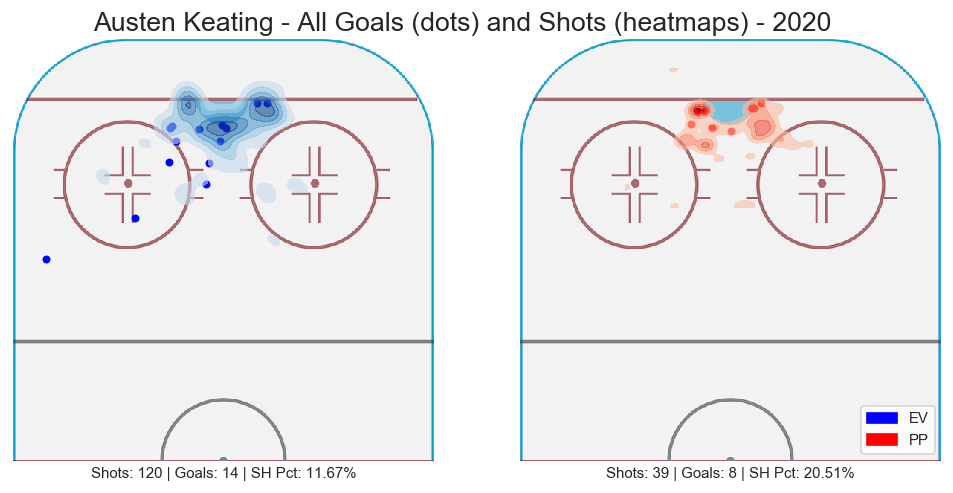 Austen Keating - All Goals (dots) and Shots (heatmaps) - 2020
EV
PP
Shots: 120 | Goals: 14 | SH Pct: 11.67%
Shots: 39 | Goals: 8 | SH Pct: 20.51%